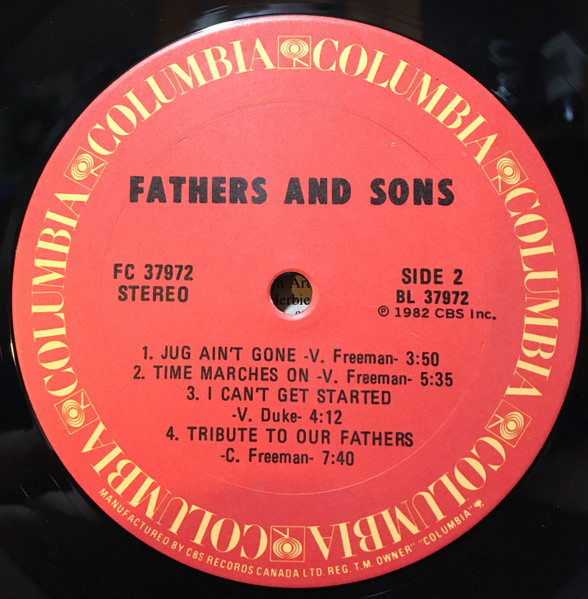 COLUMBIA COLUMBIA COLUMBIA COLUMBIA COLUMBIA COLUMBIA COLUMBIA COLUMBIA
FATHERS AND SONS
FC 37972
STEREO
SIDE 2
BL 37972
℗ 1982 CBS Inc.
Herbie
1. JUG AIN'T GONE -V. Freeman- 3:50
2. TIME MARCHES ON -V. Freeman- 5:35
3. I CAN'T GET STARTED
-V. Duke- 4:12
4. TRIBUTE TO OUR FATHERS
-C. Freeman- 7:40
MANUFACTURED BY CBS RECORDS CANADA LTD. REG. T.M. OWNER "COLUMBIA"